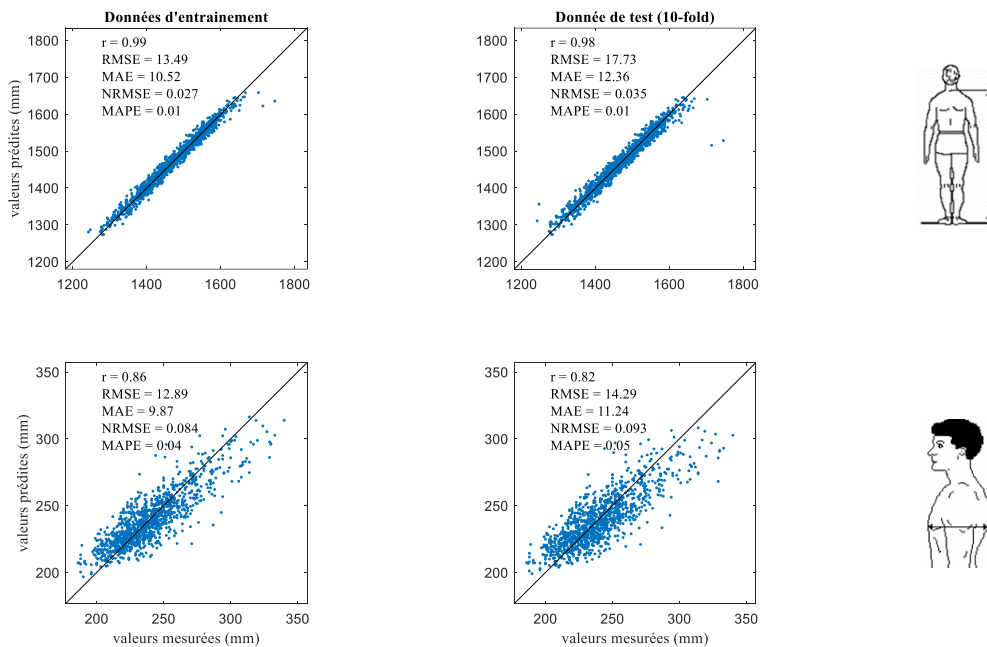 Données d'entrainement
Donnée de test (10-fold)
1800
1700
1600
1500
1400
1300
1200
valeurs prédites (mm)
r = 0.99
RMSE = 13.49
MAE = 10.52
NRMSE = 0.027
MAPE = 0.01
1200
1400
1600
1800
1800
1700
1600
1500
1400
1300
1200
r = 0.98
RMSE = 17.73
MAE = 12.36
NRMSE = 0.035
MAPE = 0.01
1200
1400
1600
1800
350
300
250
200
valeurs prédites (mm)
r = 0.86
RMSE = 12.89
MAE = 9.87
NRMSE = 0.084
MAPE = 0.04
200
250
300
350
valeurs mesurées (mm)
350
300
250
200
r = 0.82
RMSE = 14.29
MAE = 11.24
NRMSE = 0.093
MAPE = 0.05
200
250
300
350
valeurs mesurées (mm)